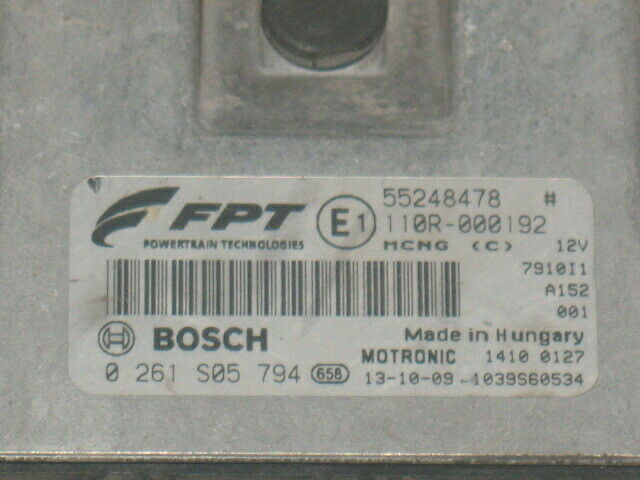 FPT
POWERTRAIN TECHNOLOGIES
E1
55248478 #
110R-000192
MCNG (C) 12V
7910I1
A152
001
BOSCH
Made in Hungary
MOTRONIC 1410 0127
0 261 S05 794 658 13-10-09 1039S60534